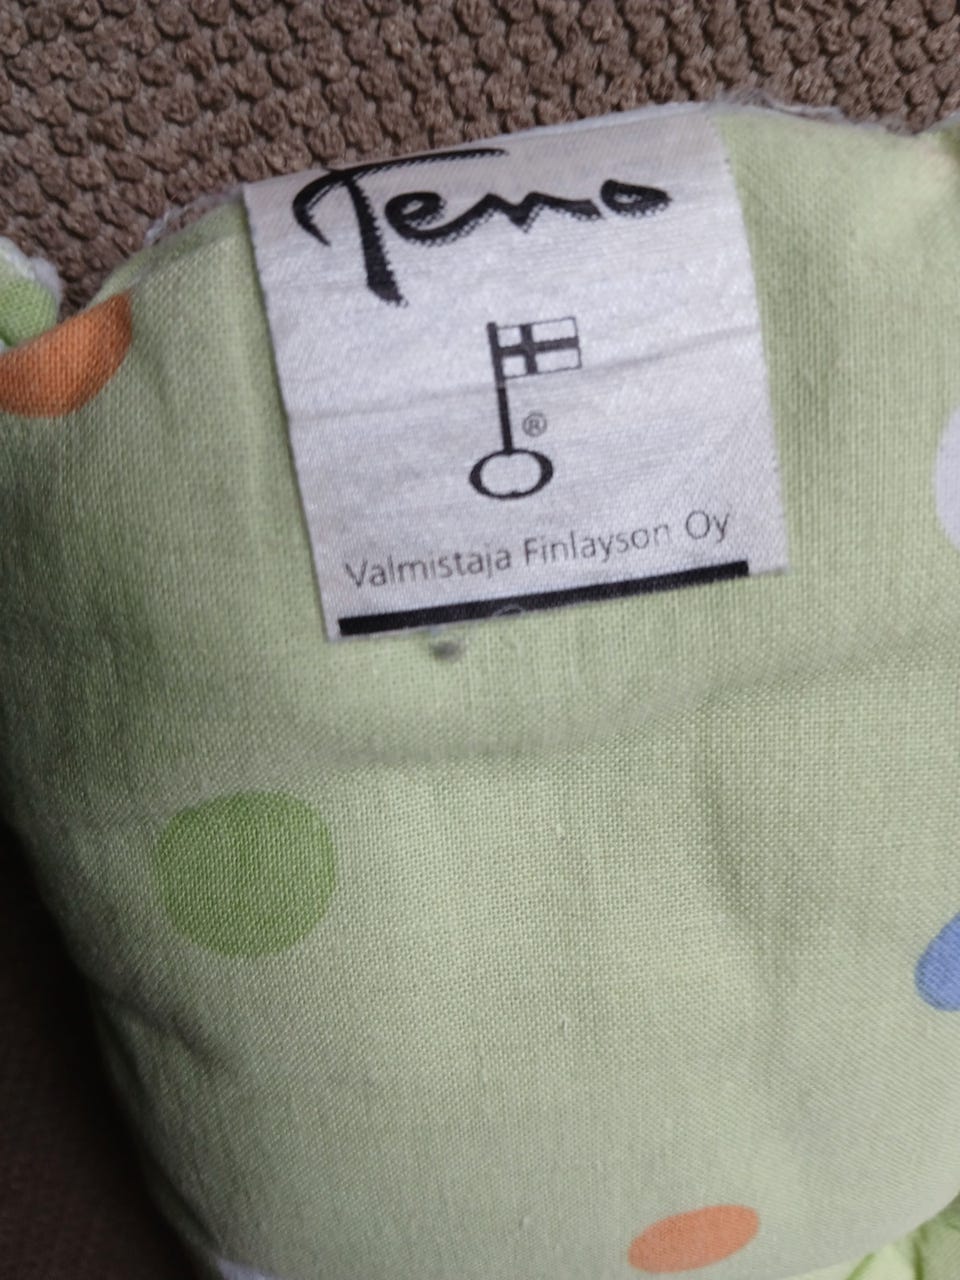 Teno
®
Valmistaja Finlayson Oy